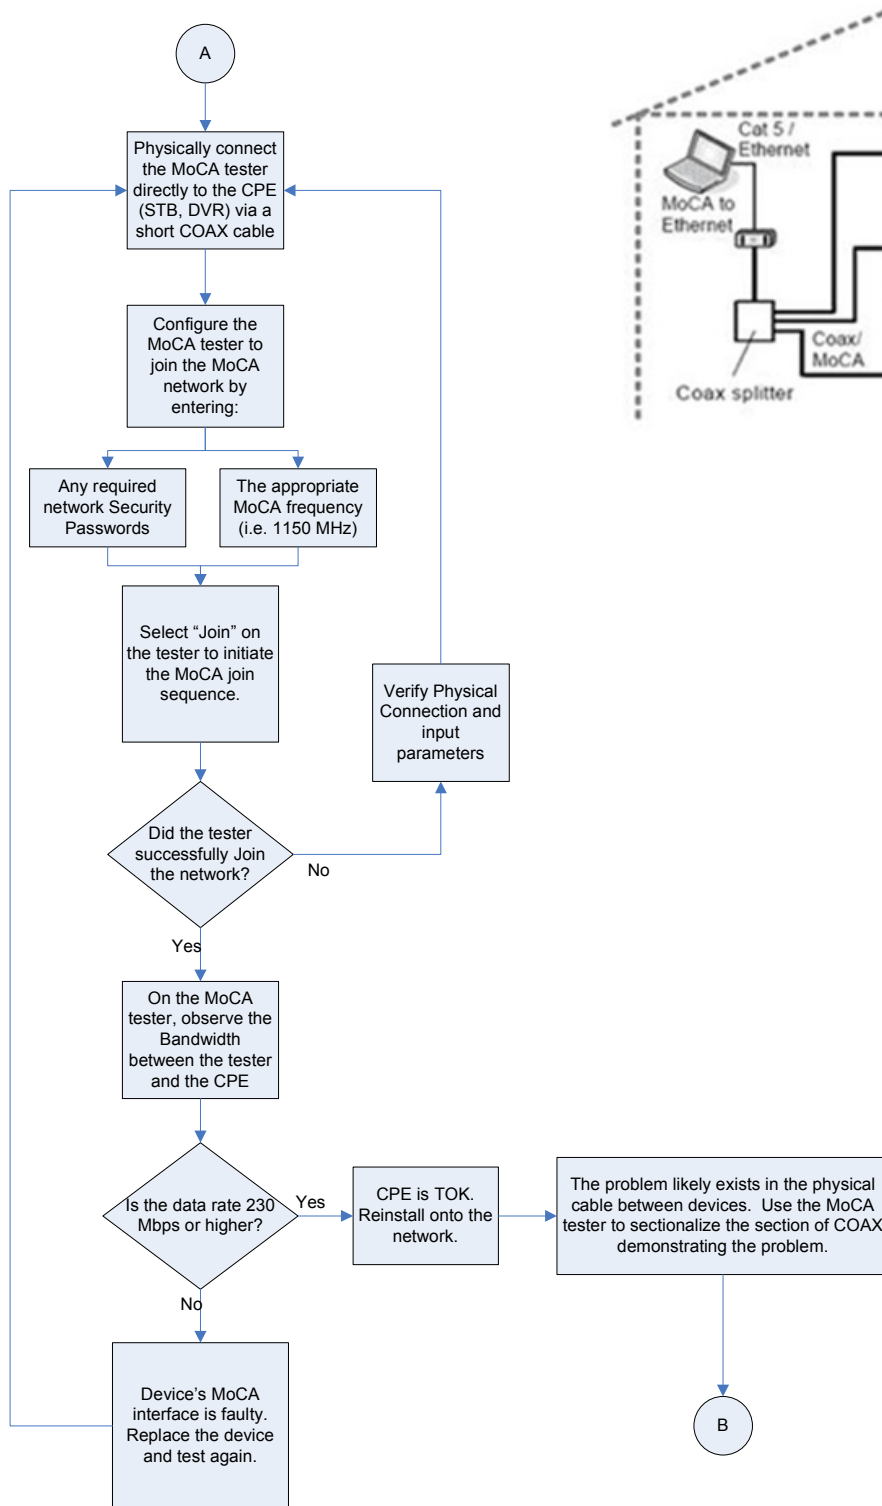 A
Physically connect
the MoCA tester
directly to the CPE
(STB, DVR) via a
short COAX cable
Configure the
MoCA tester to
join the MoCA
network by
entering:
Any required
network Security
Passwords
The appropriate
MoCA frequency
(i.e. 1150 MHz)
Select “Join” on
the tester to initiate
the MoCA join
sequence.
Verify Physical
Connection and
input
parameters
Did the tester
successfully Join
the network?
No
Yes
On the MoCA
tester, observe the
Bandwidth
between the tester
and the CPE
Is the data rate 230
Mbps or higher?
Yes
No
CPE is TOK.
Reinstall onto the
network.
The problem likely exists in the physical
cable between devices. Use the MoCA
tester to sectionalize the section of COAX
demonstrating the problem.
Device’s MoCA
interface is faulty.
Replace the device
and test again.
B
Cat 5 /
Ethernet
MoCA to
Ethernet
Coax/
MoCA
Coax splitter